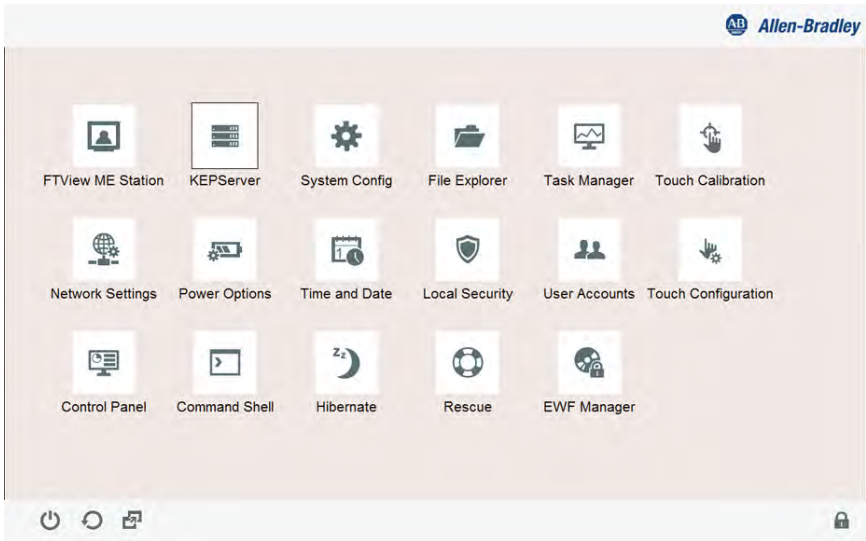 AB Allen-Bradley
FTView ME Station KEPServer System Config File Explorer Task Manager Touch Calibration
Network Settings Power Options Time and Date Local Security User Accounts Touch Configuration
Control Panel Command Shell Hibernate Rescue EWF Manager